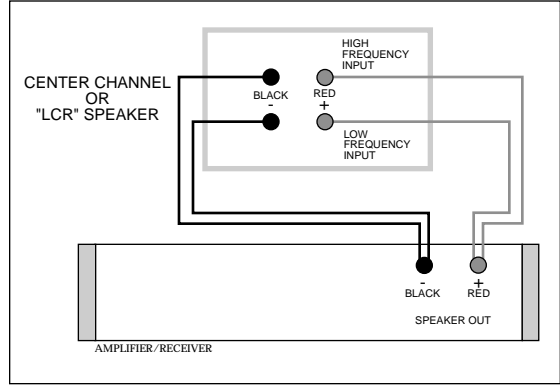 HIGH
FREQUENCY
INPUT
CENTER CHANNEL
OR
"LCR" SPEAKER
BLACK
-
RED
+
LOW
FREQUENCY
INPUT
-
BLACK
+
RED
SPEAKER OUT
AMPLIFIER/RECEIVER